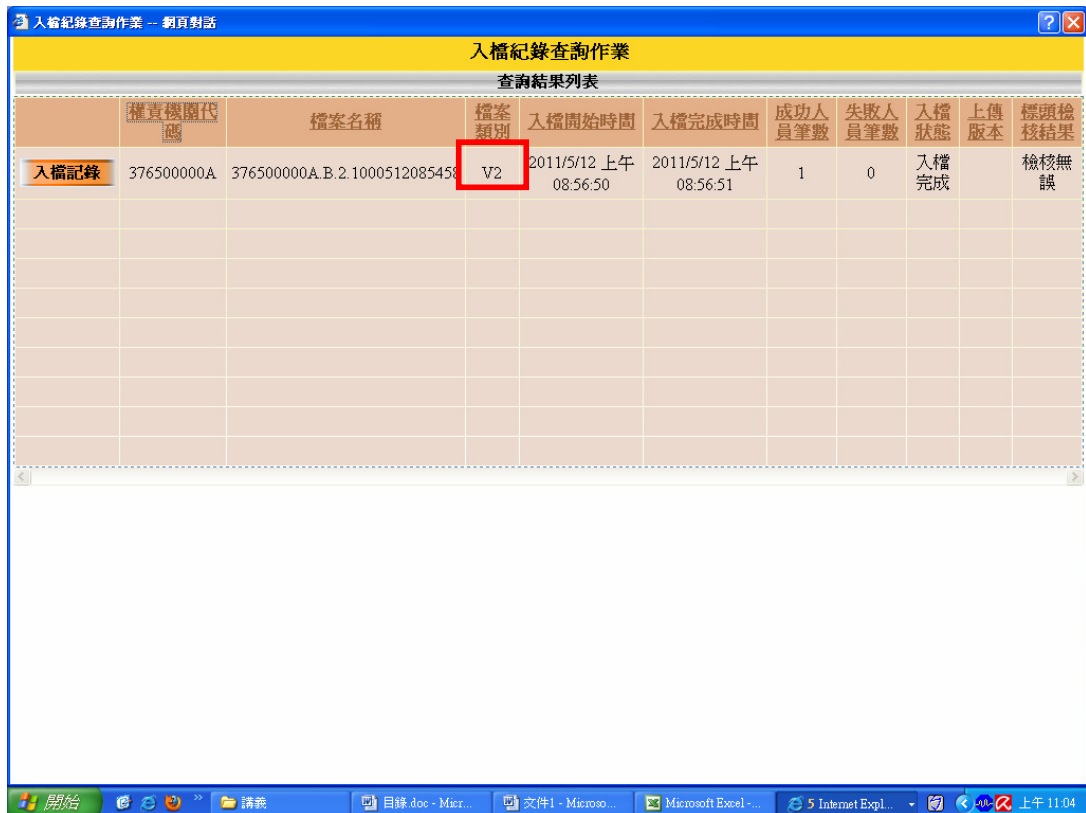 入檔紀錄查詢作業 -- 網頁對話
入檔紀錄查詢作業
查詢結果列表
權責機關代碼
檔案名稱
檔案類別
入檔開始時間
入檔完成時間
成功人員筆數
失敗人員筆數
入檔狀態
上傳版本
標頭檢核結果
入檔記錄
376500000A
376500000A.B.2.1000512085458
V2
2011/5/12 上午
08:56:50
2011/5/12 上午
08:56:51
1
0
入檔
完成
檢核無
誤
開始
講義
目錄.doc - Micr...
文件1 - Microso...
Microsoft Excel -...
5 Internet Expl...
上午 11:04